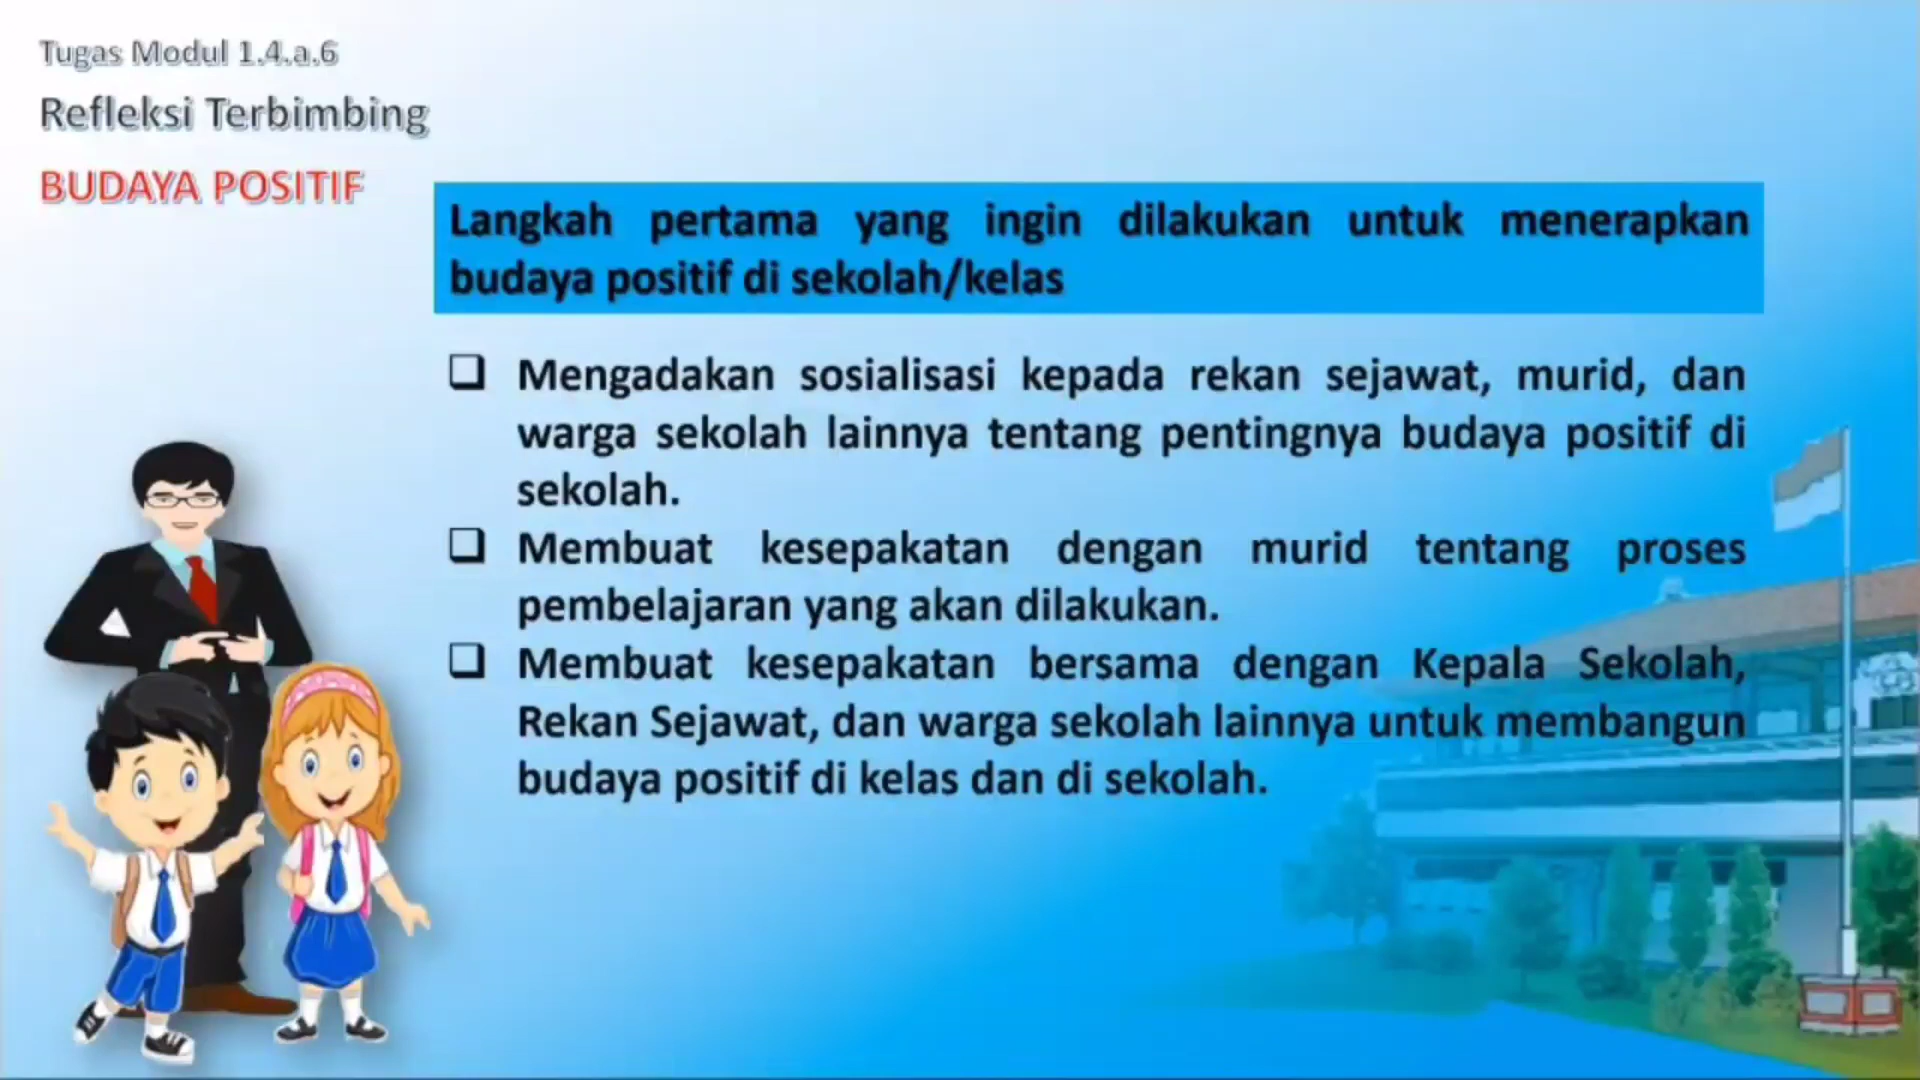 Tugas Modul 1.4.a.6
Refleksi Terbimbing
BUDAYA POSITIF
Langkah pertama yang ingin dilakukan untuk menerapkan
budaya positif di sekolah/kelas
❑ Mengadakan sosialisasi kepada rekan sejawat, murid, dan
warga sekolah lainnya tentang pentingnya budaya positif di
sekolah.
❑ Membuat kesepakatan dengan murid tentang proses
pembelajaran yang akan dilakukan.
❑ Membuat kesepakatan bersama dengan Kepala Sekolah,
Rekan Sejawat, dan warga sekolah lainnya untuk membangun
budaya positif di kelas dan di sekolah.